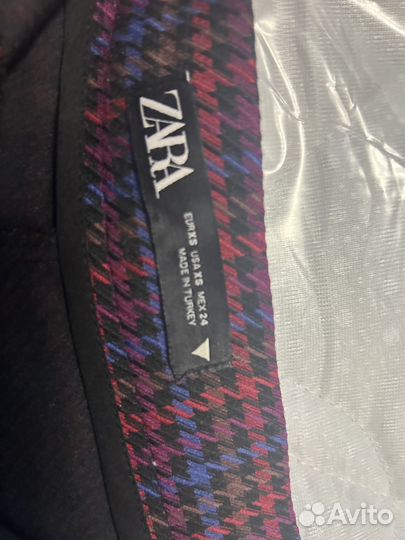 ZARA
EUR XS USA XS MEX 24
MADE IN TURKEY
Avito